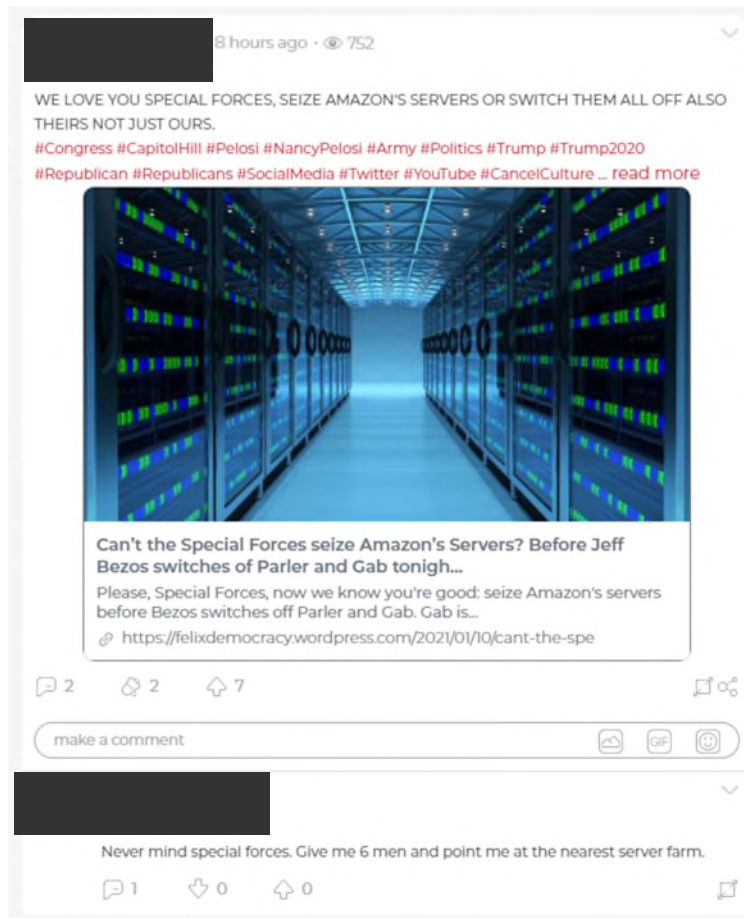 8 hours ago · 752
WE LOVE YOU SPECIAL FORCES, SEIZE AMAZON'S SERVERS OR SWITCH THEM ALL OFF ALSO
THEIRS NOT JUST OURS.
#Congress #CapitolHill #Pelosi #NancyPelosi #Army #Politics #Trump #Trump2020
#Republican #Republicans #SocialMedia #Twitter #YouTube #CancelCulture ... read more
Can't the Special Forces seize Amazon's Servers? Before Jeff
Bezos switches of Parler and Gab tonigh...
Please, Special Forces, now we know you're good: seize Amazon's servers
before Bezos switches off Parler and Gab. Gab is...
https://felixdemocracy.wordpress.com/2021/01/10/cant-the-spe
2 2 7
make a comment GIF
Never mind special forces. Give me 6 men and point me at the nearest server farm.
1 0 0